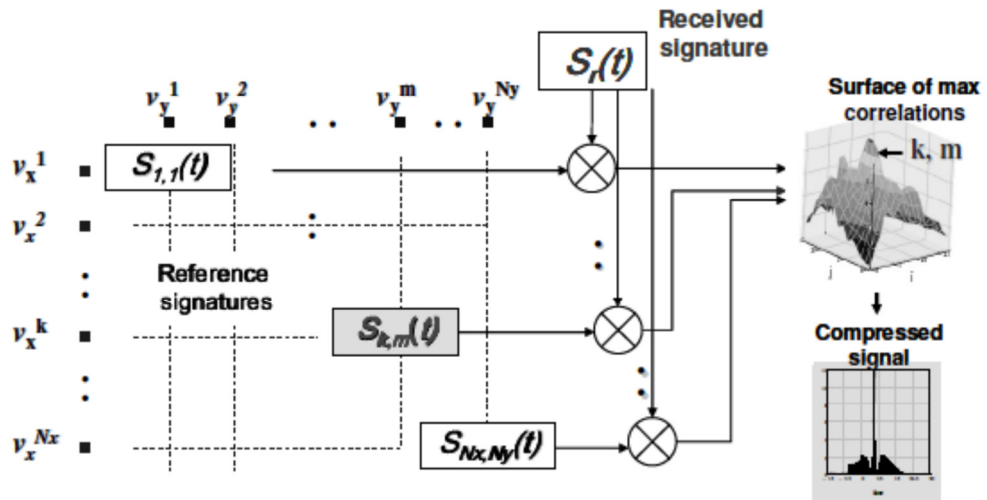 Received
signature
S_r(t)
v_y^1 v_y^2 v_y^m v_y^Ny
Surface of max
correlations
k, m
v_x^1
S_1,1(t)
v_x^2
j i
Reference
signatures
v_x^k
S_k,m(t)
Compressed
signal
v_x^Nx
S_Nx,Ny(t)